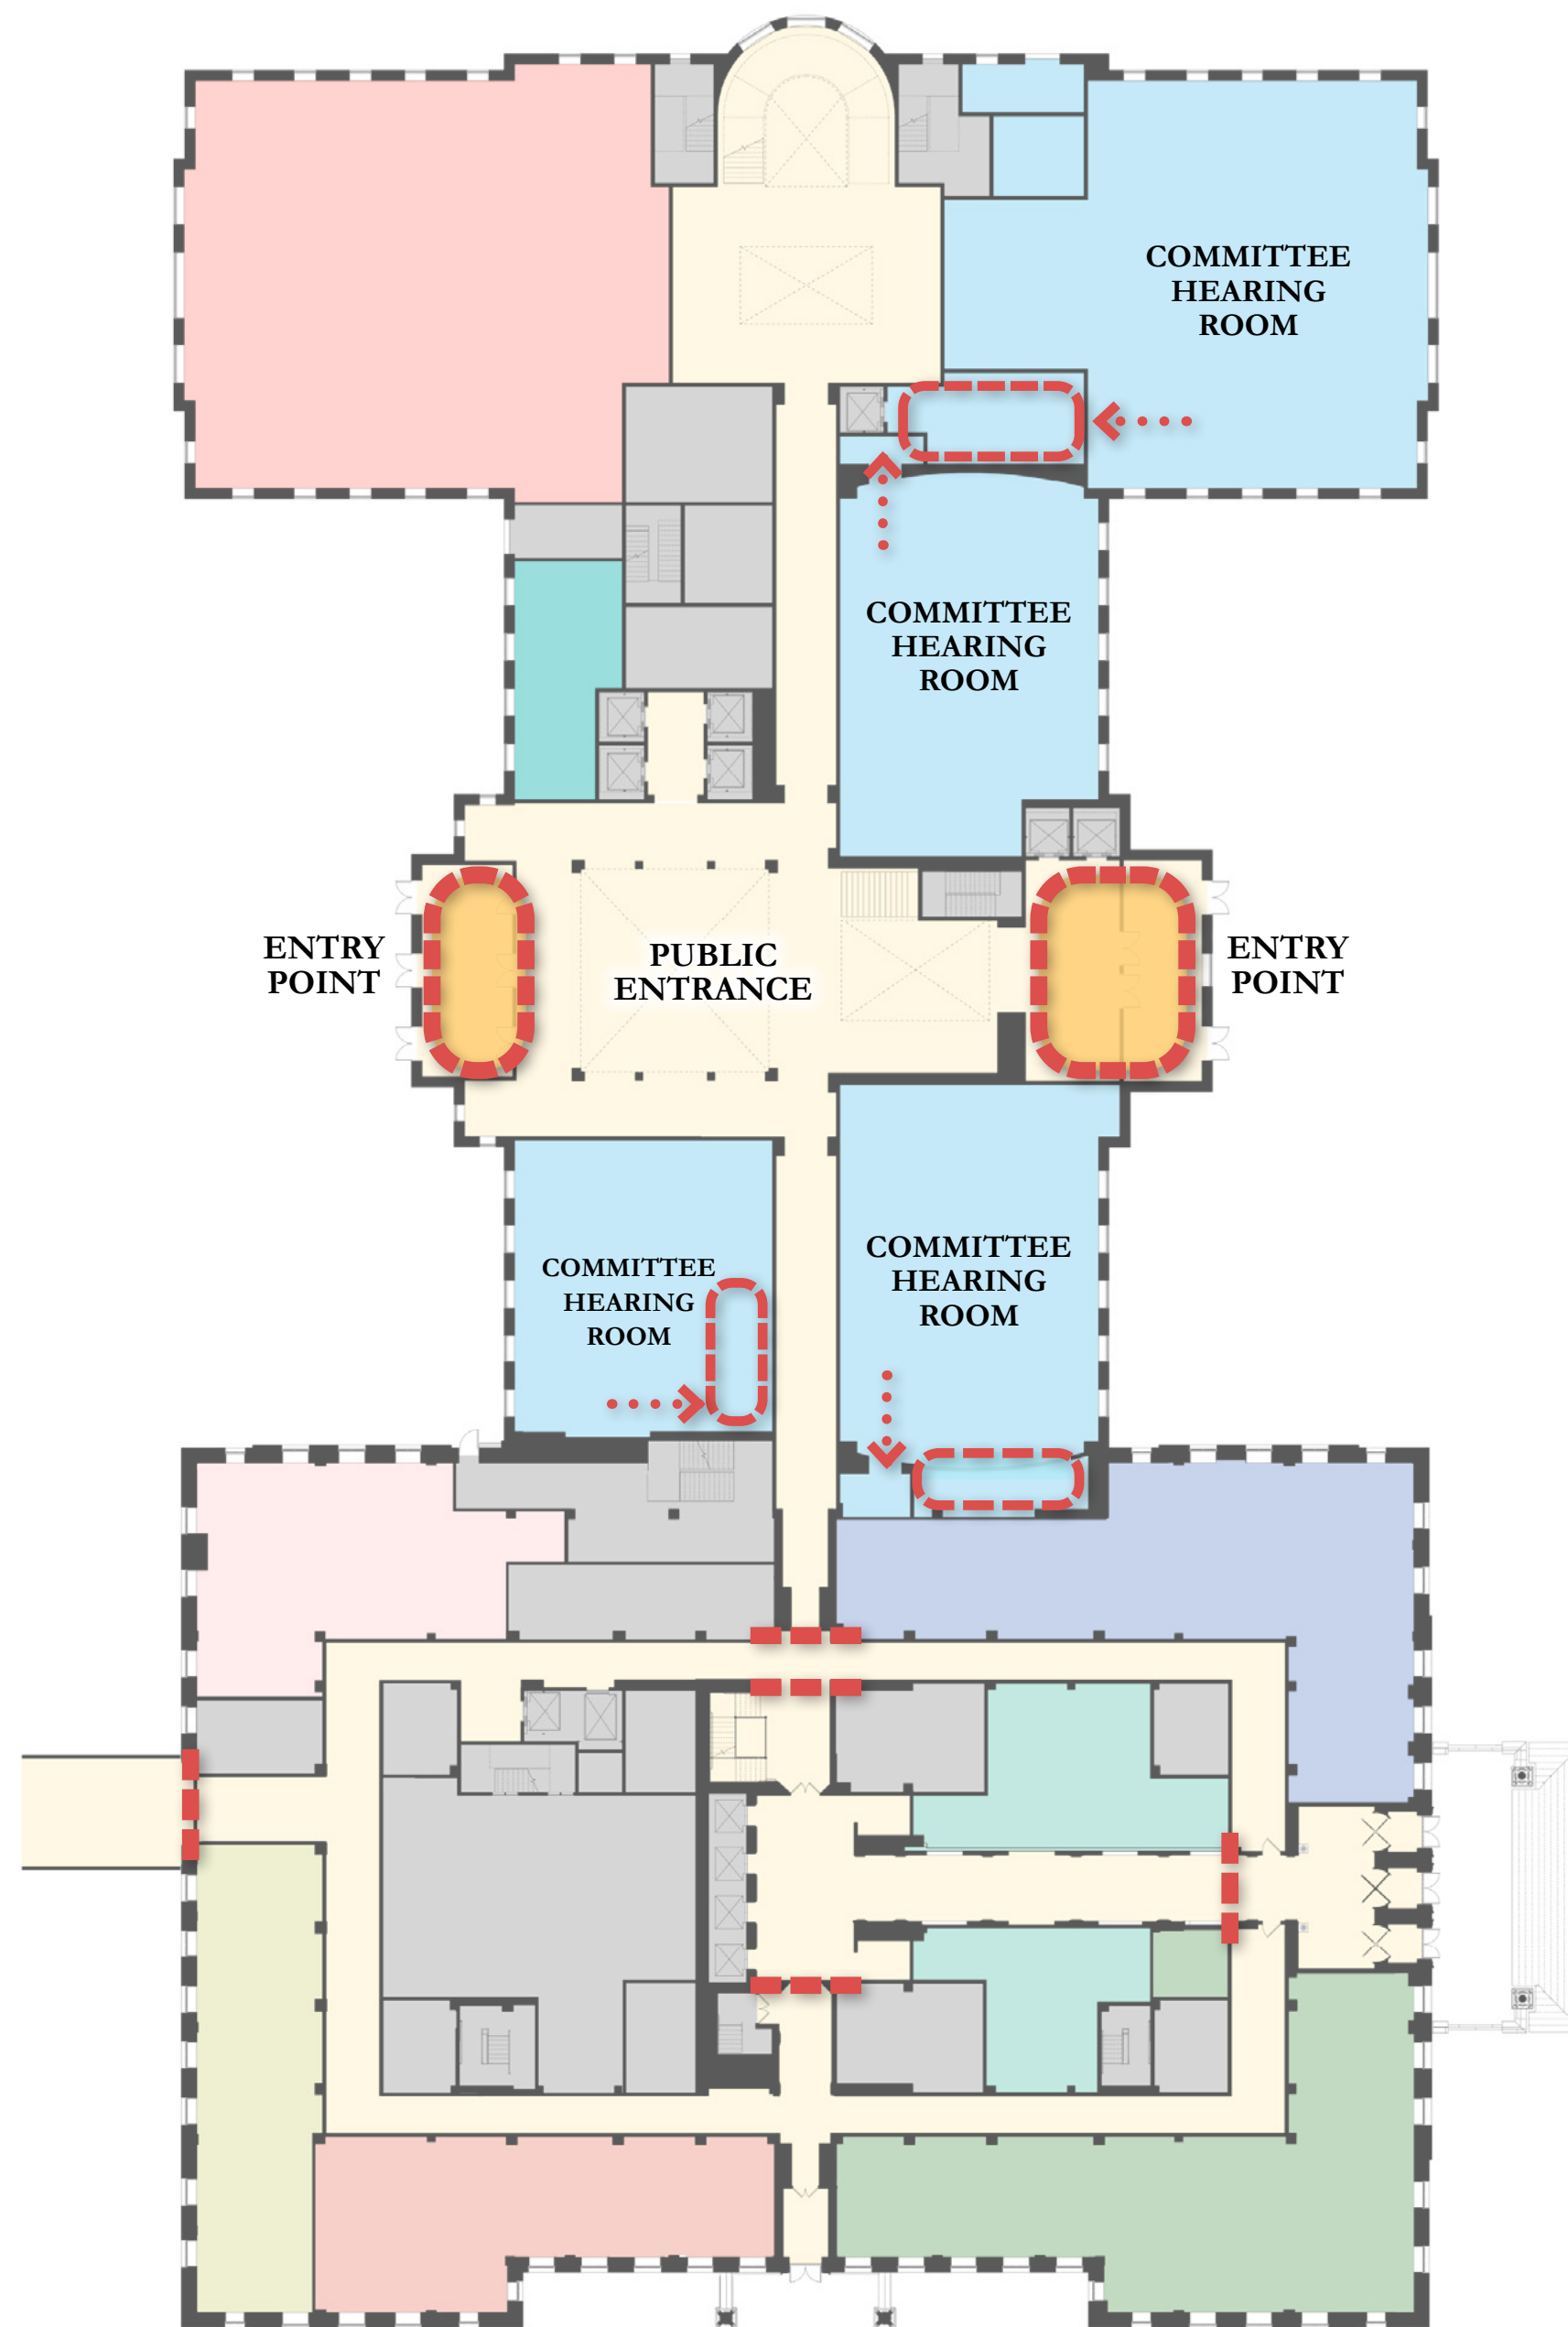 COMMITTEE
HEARING
ROOM
COMMITTEE
HEARING
ROOM
ENTRY
POINT
PUBLIC
ENTRANCE
ENTRY
POINT
COMMITTEE
HEARING
ROOM
COMMITTEE
HEARING
ROOM